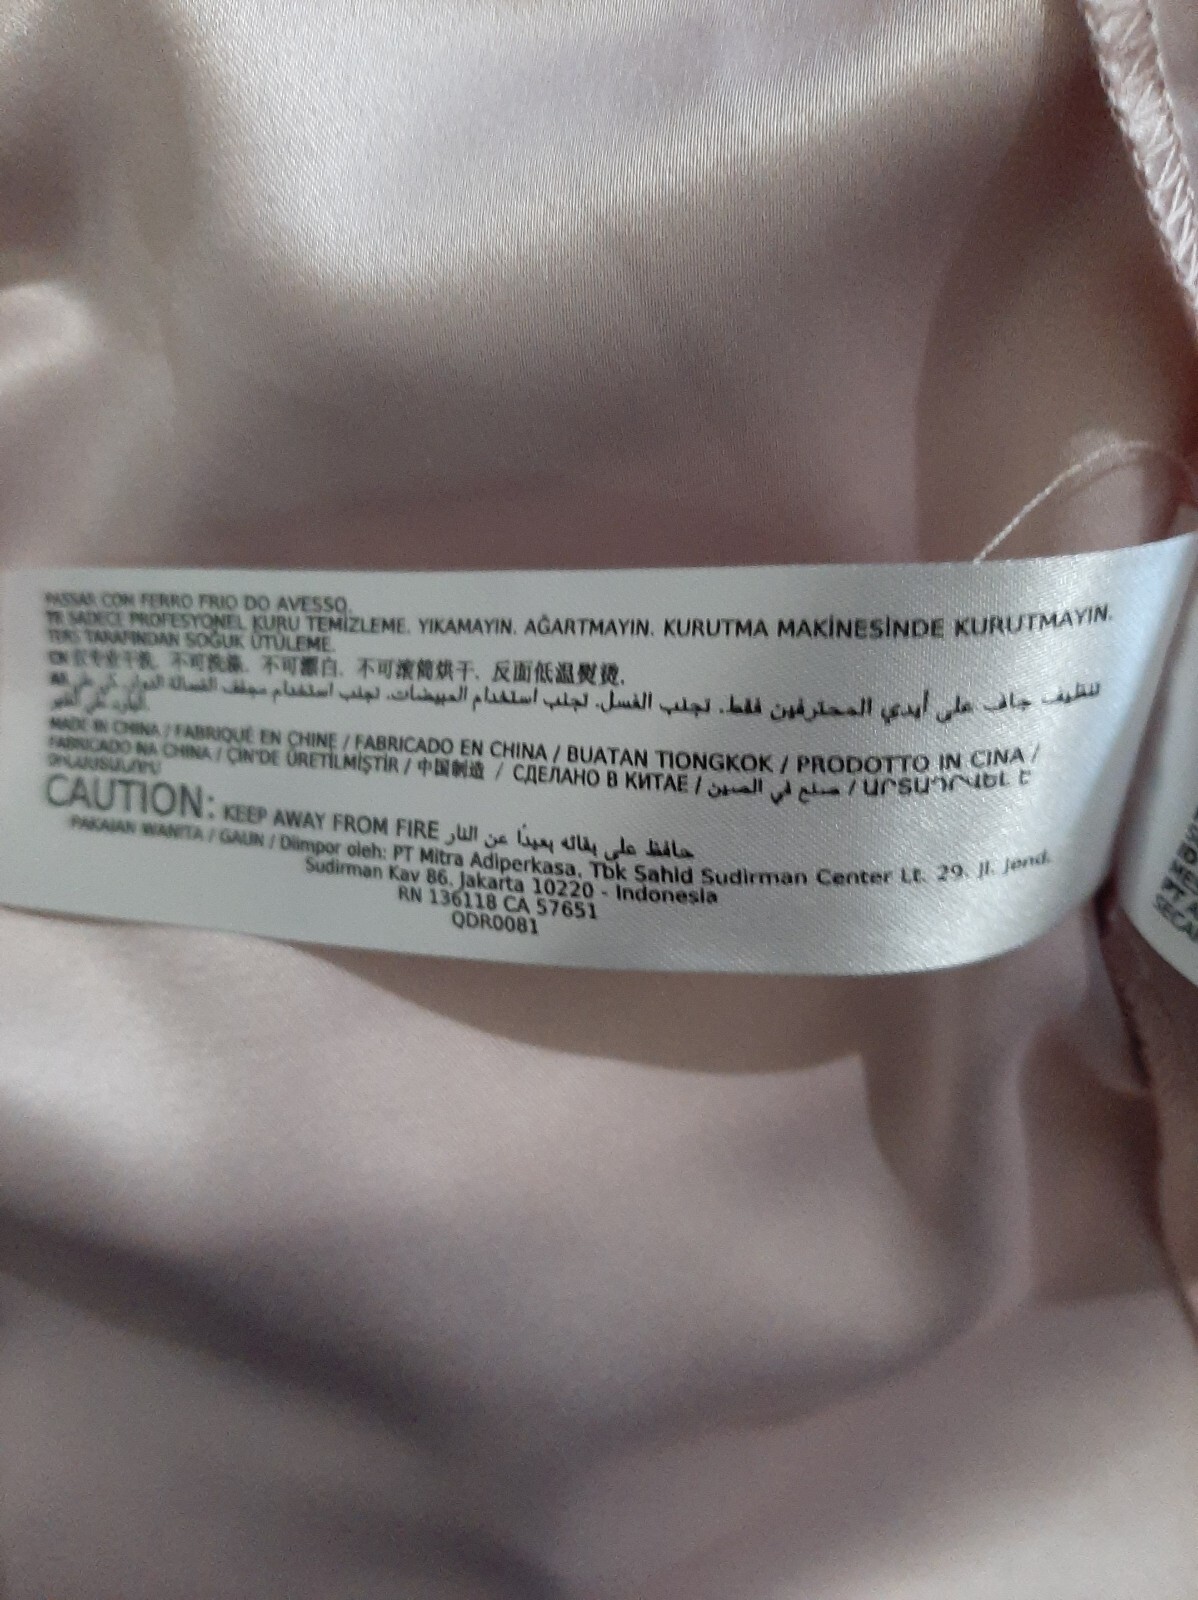 PASSAR COM FERRO FRIO DO AVESSO.
TR SADECE PROFESYONEL KURU TEMİZLEME. YIKAMAYIN. AĞARTMAYIN. KURUTMA MAKİNESİNDE KURUTMAYIN.
TERS TARAFINDAN SOĞUK ÜTÜLEME.
CN 仅专业干洗. 不可洗涤. 不可漂白. 不可滚筒烘干. 反面低温熨烫.
تنظيف جاف على أيدي المحترفين فقط. تجنب الغسل. تجنب استخدام المبيضات. تجنب استخدام مجفف الغسالة الدوار. كي على
البارد على
MADE IN CHINA / FABRIQUÉ EN CHINE / FABRICADO EN CHINA / BUATAN TIONGKOK / PRODOTTO IN CINA /
FABRICADO NA CHINA / ÇİN'DE ÜRETİLMİŞTİR / 中国制造 / СДЕЛАНО В КИТАЕ / صنع في الصين / ԱՐՏԱԴՐՎԵԼ Է
CAUTION: KEEP AWAY FROM FIRE حافظ على بقائه بعيدًا عن النار
PAKAIAN WANITA / GAUN / Diimpor oleh: PT Mitra Adiperkasa, Tbk Sahid Sudirman Center Lt. 29, Jl. Jend.
Sudirman Kav 86, Jakarta 10220 - Indonesia
RN 136118 CA 57651
QDR0081